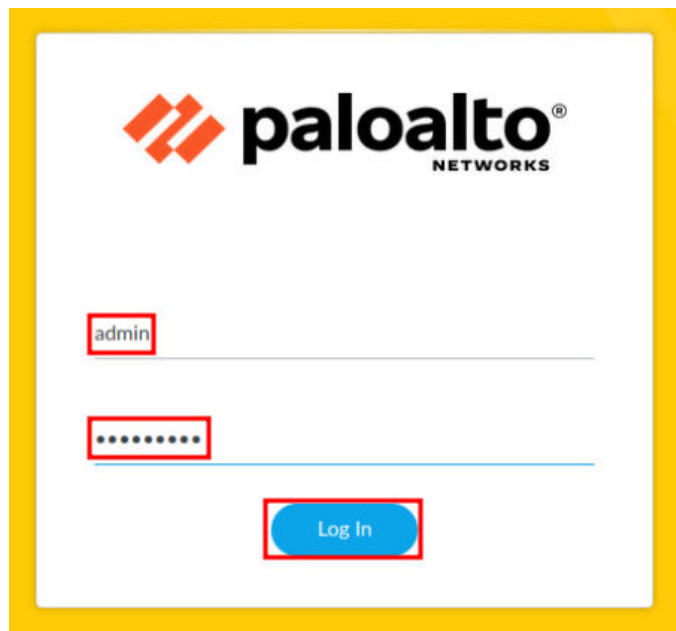 paloalto®
NETWORKS
admin
•••••••••
Log In